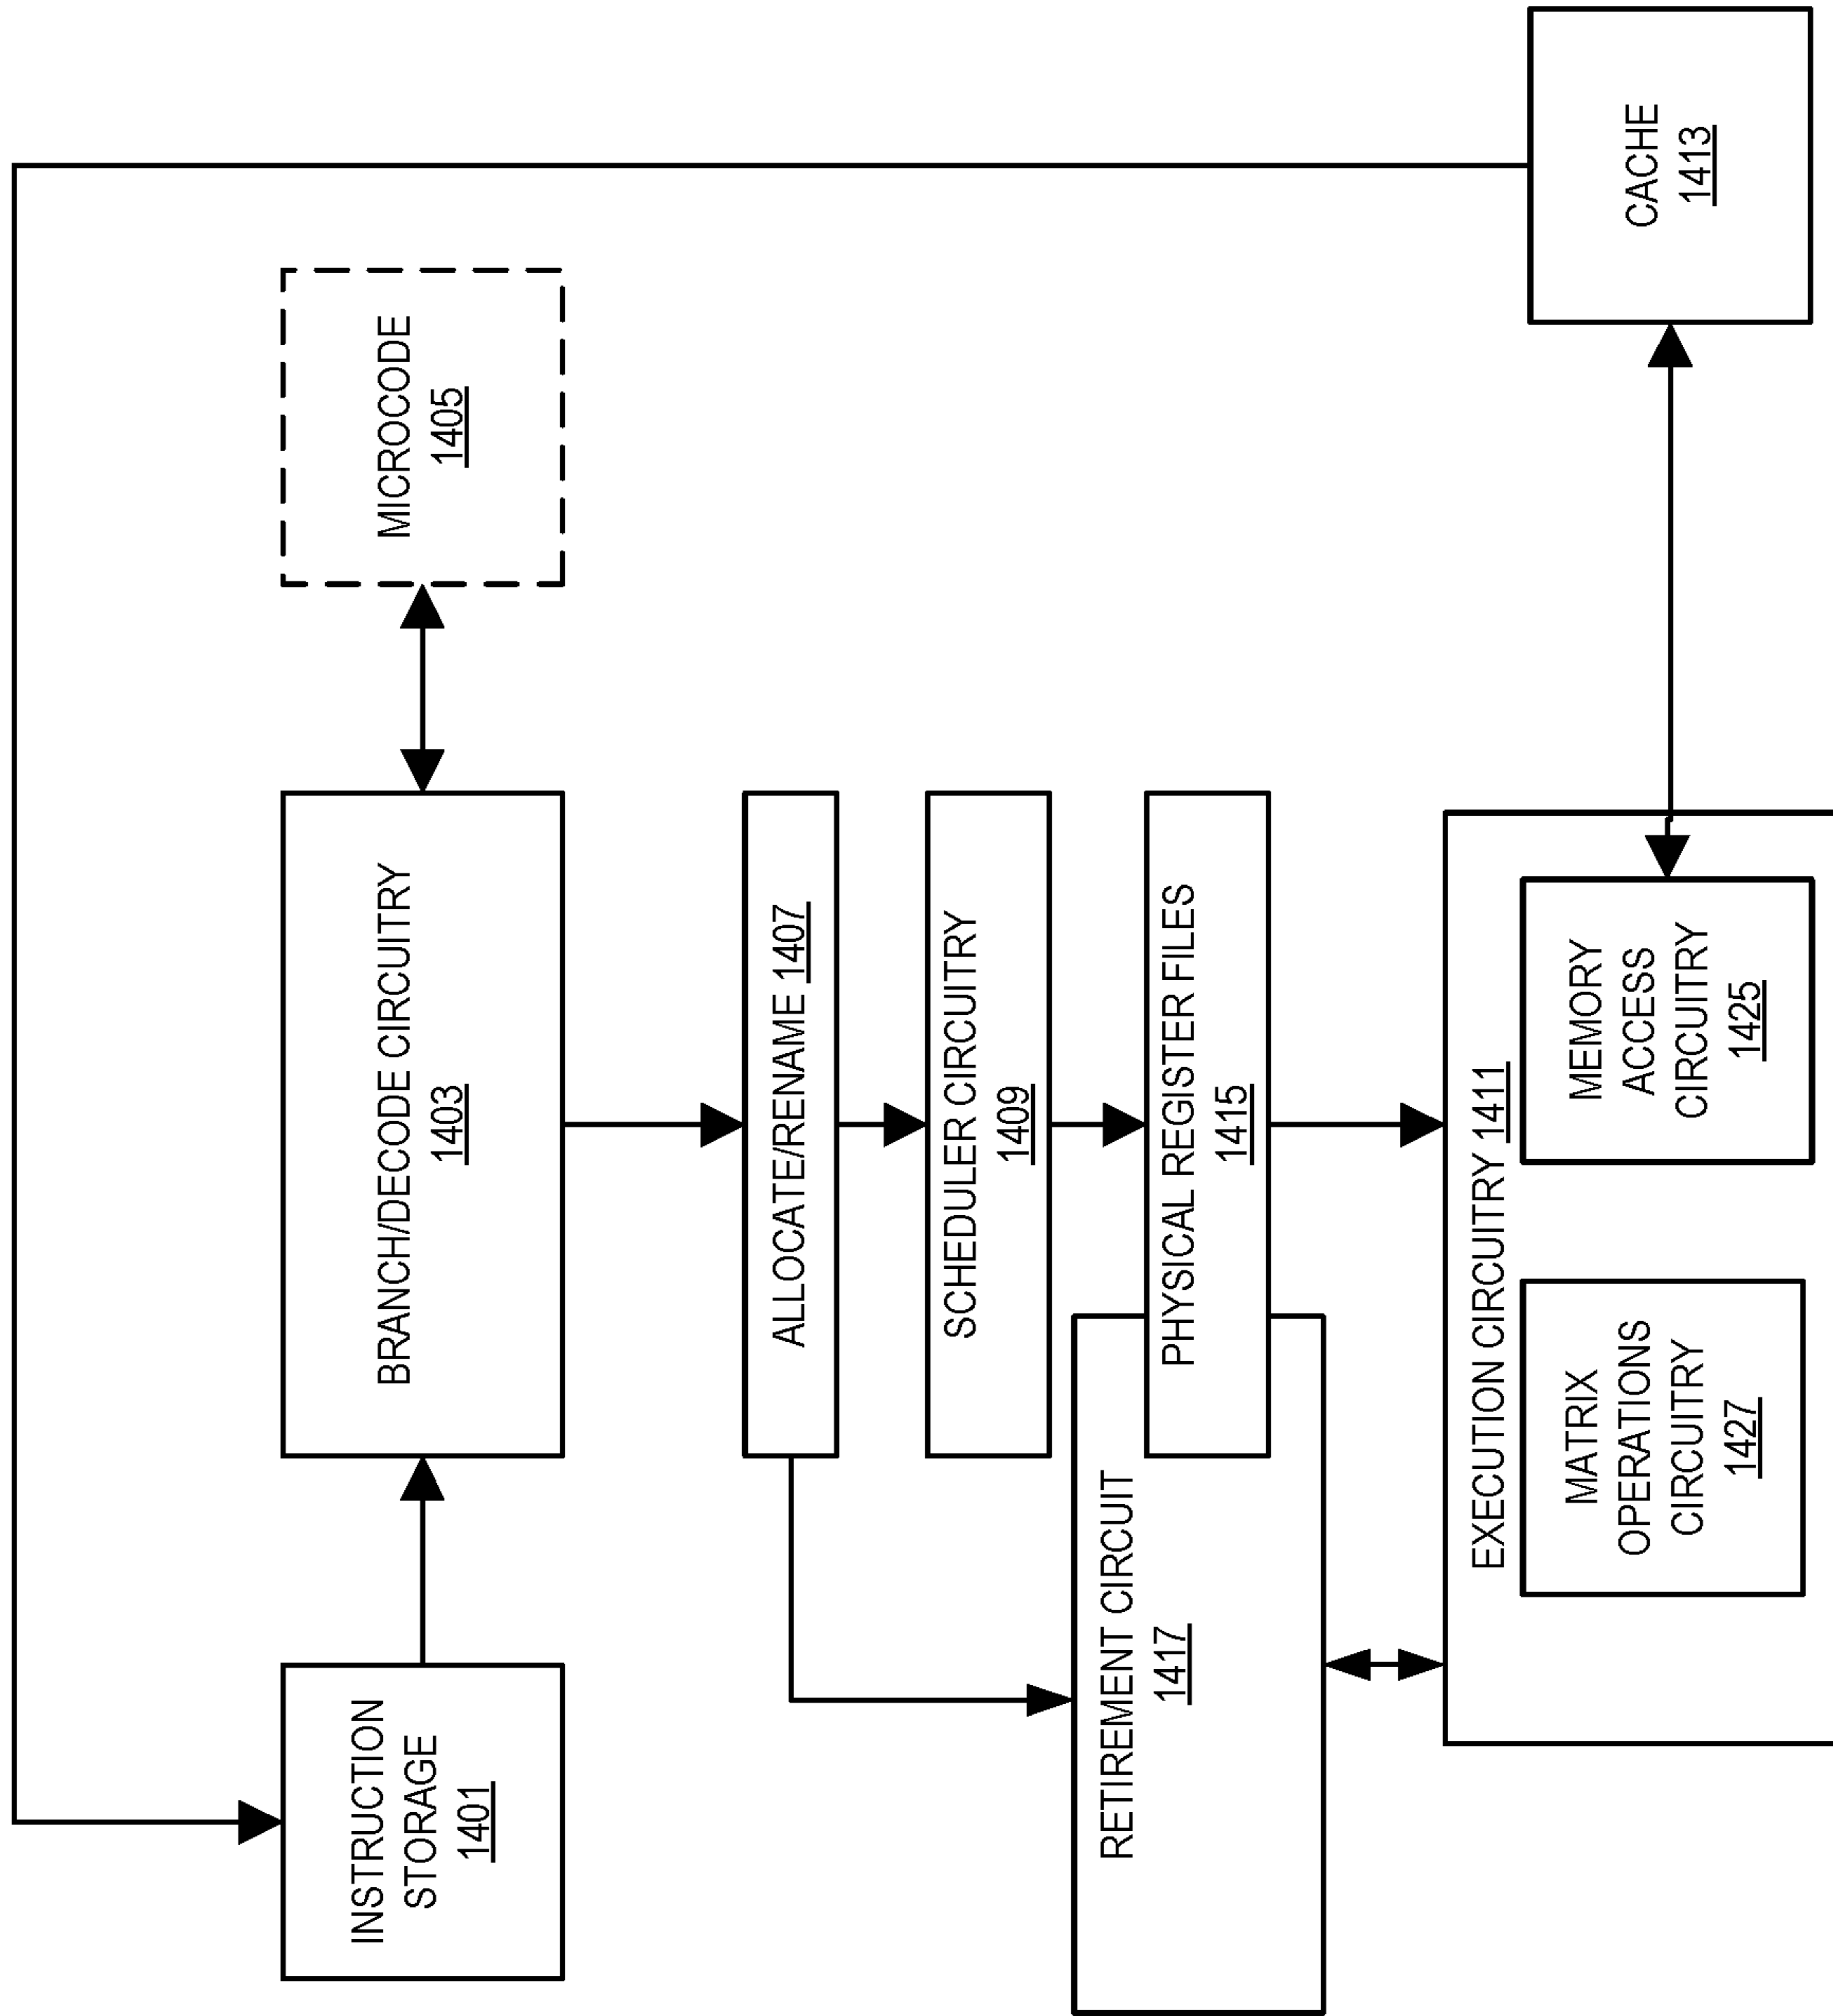 INSTRUCTION
STORAGE
1401
BRANCH/DECODE CIRCUITRY
1403
MICROCODE
1405
ALLOCATE/RENAME 1407
SCHEDULER CIRCUITRY
1409
RETIREMENT CIRCUIT
1417
PHYSICAL REGISTER FILES
1415
EXECUTION CIRCUITRY 1411
MATRIX
OPERATIONS
CIRCUITRY
1427
MEMORY
ACCESS
CIRCUITRY
1425
CACHE
1413